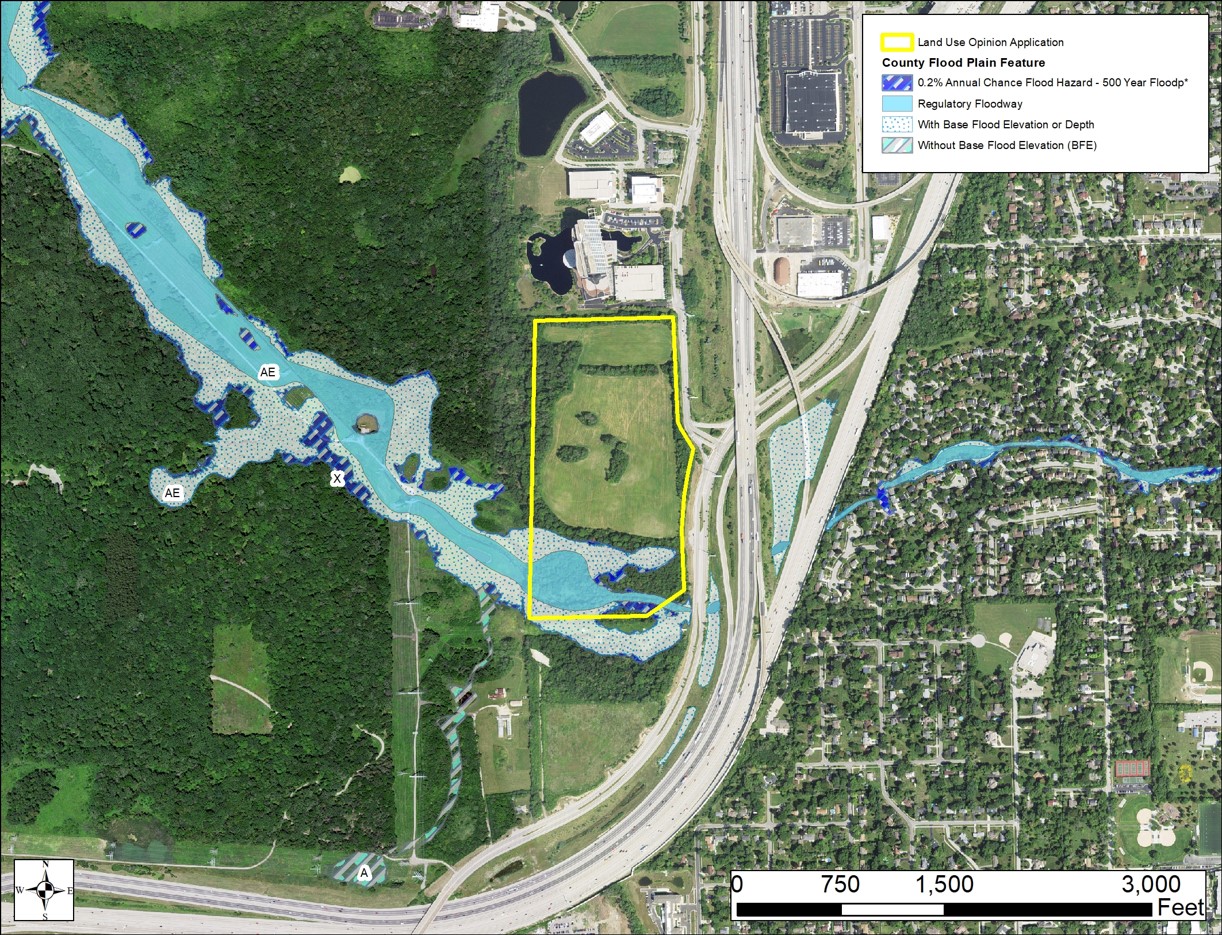 Land Use Opinion Application
County Flood Plain Feature
0.2% Annual Chance Flood Hazard - 500 Year Floodp*
Regulatory Floodway
With Base Flood Elevation or Depth
Without Base Flood Elevation (BFE)
AE
X
AE
A
N
W E
S
0 750 1,500 3,000
Feet